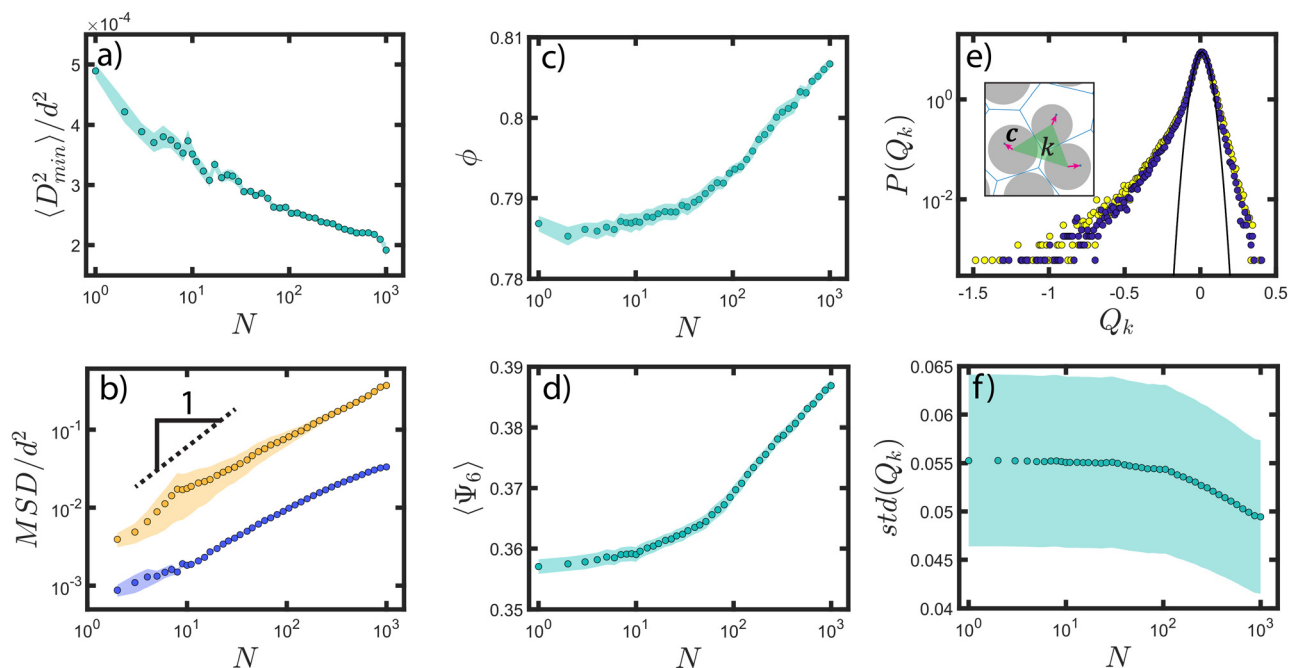 ×10⁻⁴
a)
5
4
3
2
⟨D²min⟩/d²
10⁰ 10¹ 10² 10³
N
c)
0.81
0.8
0.79
0.78
ϕ
10⁰ 10¹ 10² 10³
N
e)
c
k
10⁰
10⁻²
P(Qₖ)
-1.5 -1 -0.5 0 0.5
Qₖ
b)
1
10⁻¹
10⁻²
10⁻³
MSD/d²
10⁰ 10¹ 10² 10³
N
d)
0.39
0.38
0.37
0.36
0.35
⟨Ψ₆⟩
10⁰ 10¹ 10² 10³
N
f)
0.065
0.06
0.055
0.05
0.045
0.04
std(Qₖ)
10⁰ 10¹ 10² 10³
N